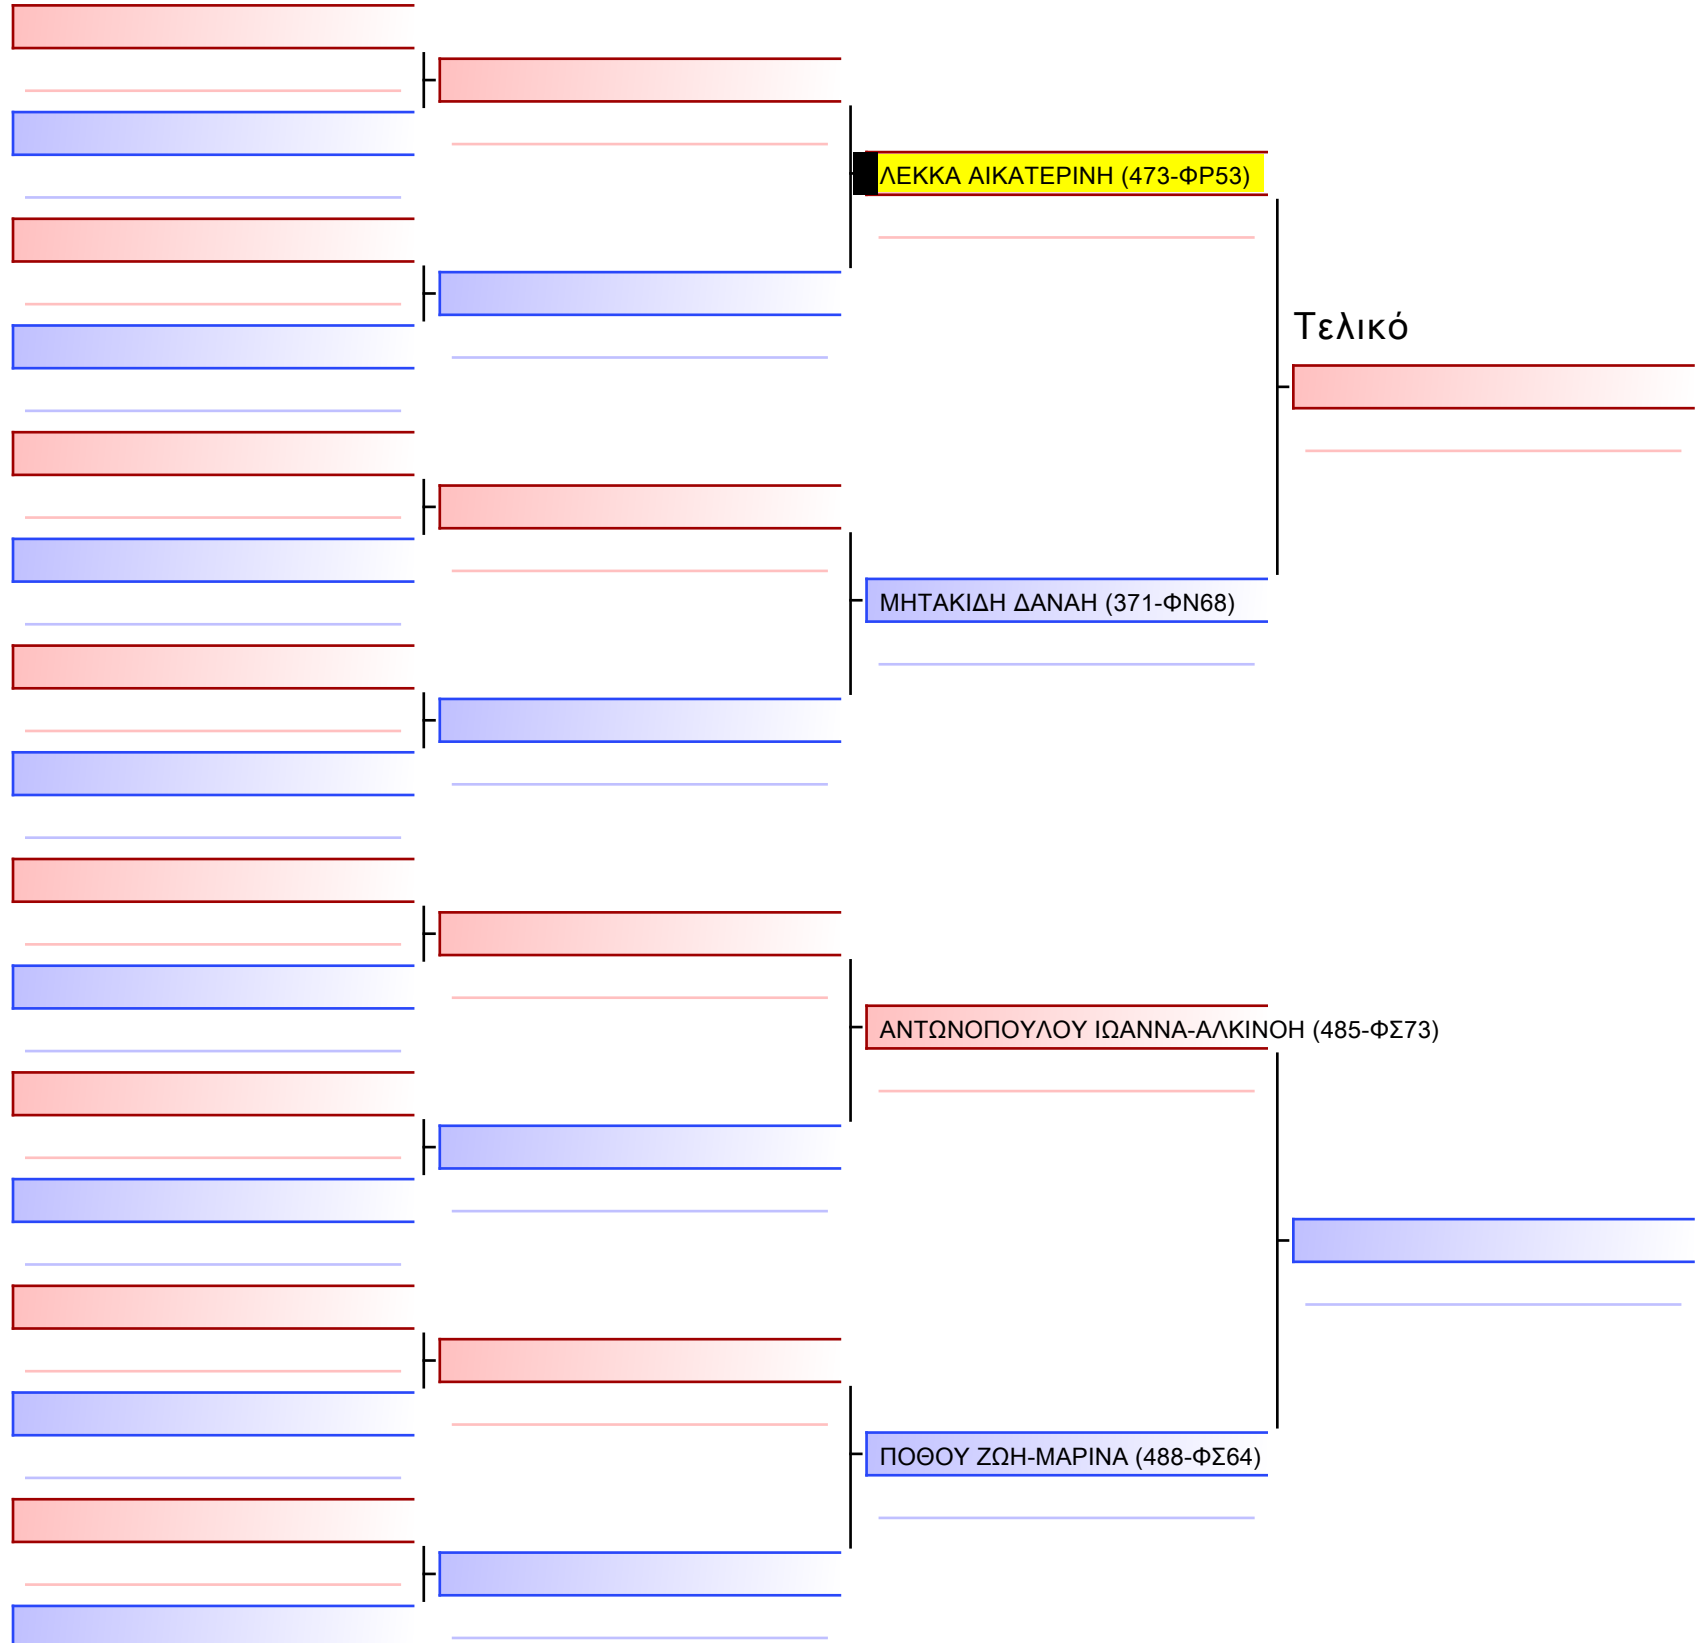 ΛΕΚΚΑ ΑΙΚΑΤΕΡΙΝΗ (473-ΦΡ53)
Τελικό
ΜΗΤΑΚΙΔΗ ΔΑΝΑΗ (371-ΦΝ68)
ΑΝΤΩΝΟΠΟΥΛΟΥ ΙΩΑΝΝΑ-ΑΛΚΙΝΟΗ (485-ΦΣ73)
ΠΟΘΟΥ ΖΩΗ-ΜΑΡΙΝΑ (488-ΦΣ64)